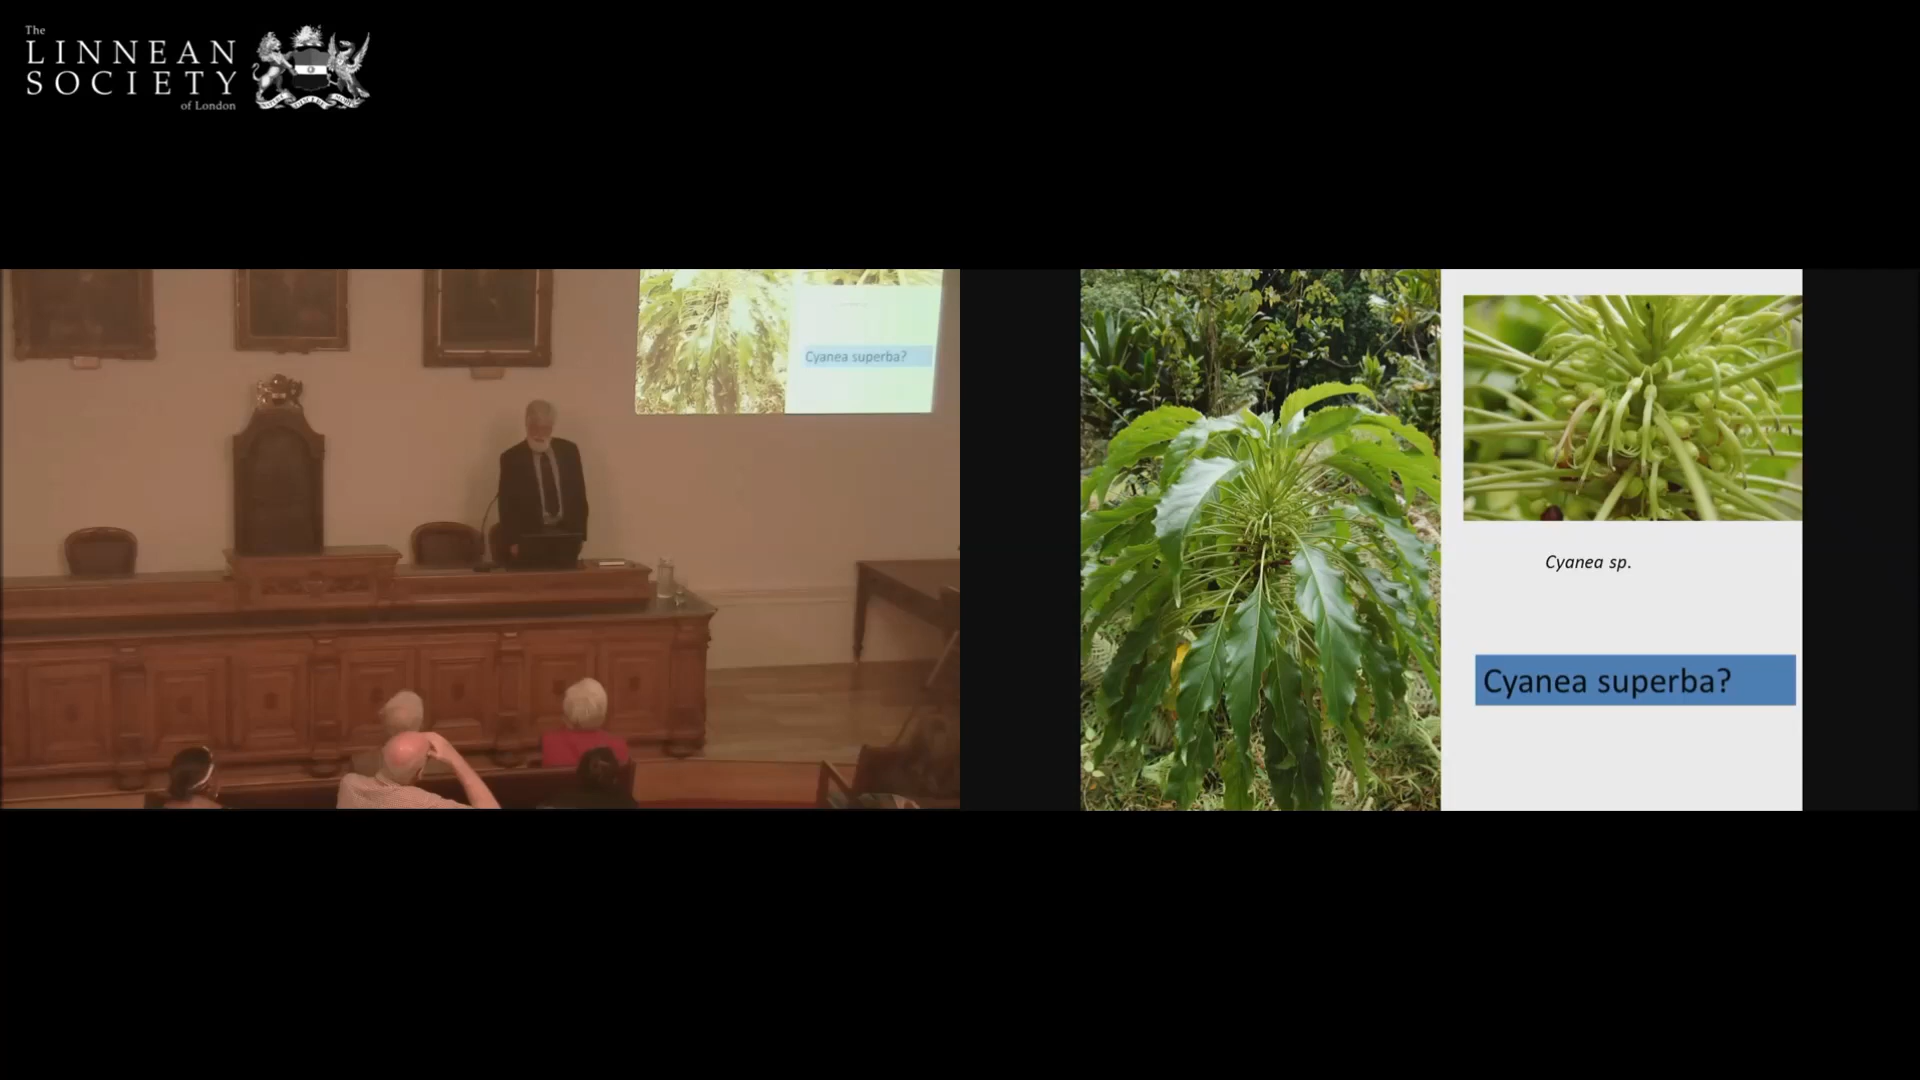 The
LINNEAN
SOCIETY
of London
Cyanea superba?
Cyanea sp.
Cyanea superba?